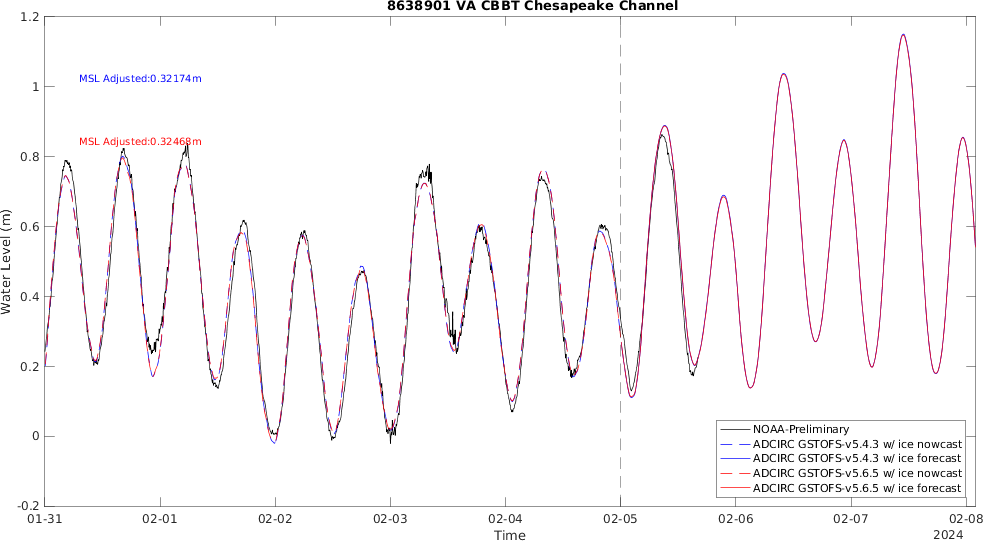 8638901 VA CBBT Chesapeake Channel
1.2
1
0.8
0.6
0.4
0.2
0
-0.2
Water Level (m)
MSL Adjusted:0.32174m
MSL Adjusted:0.32468m
NOAA-Preliminary
ADCIRC GSTOFS-v5.4.3 w/ ice nowcast
ADCIRC GSTOFS-v5.4.3 w/ ice forecast
ADCIRC GSTOFS-v5.6.5 w/ ice nowcast
ADCIRC GSTOFS-v5.6.5 w/ ice forecast
01-31 02-01 02-02 02-03 02-04 02-05 02-06 02-07 02-08
Time
2024